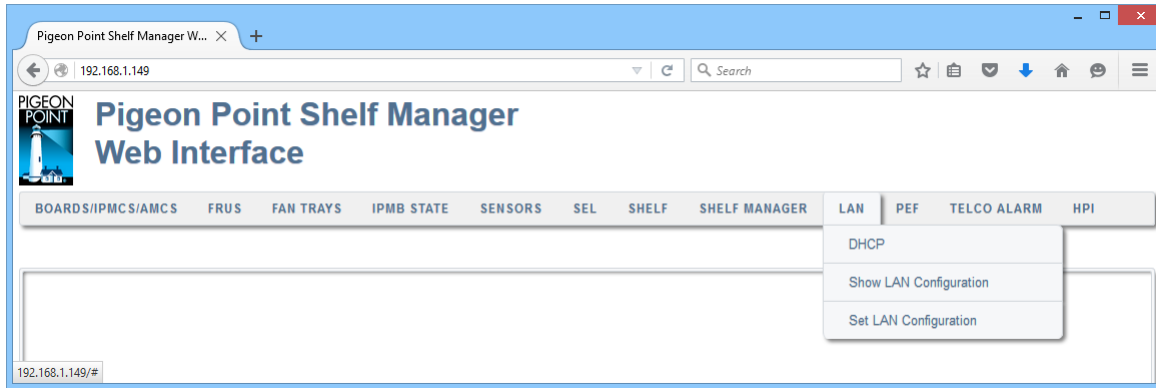 Pigeon Point Shelf Manager W...
192.168.1.149
Search
PIGEON
POINT
Pigeon Point Shelf Manager
Web Interface
BOARDS/IPMCS/AMCS FRUS FAN TRAYS IPMB STATE SENSORS SEL SHELF SHELF MANAGER LAN PEF TELCO ALARM HPI
DHCP
Show LAN Configuration
Set LAN Configuration
192.168.1.149/#